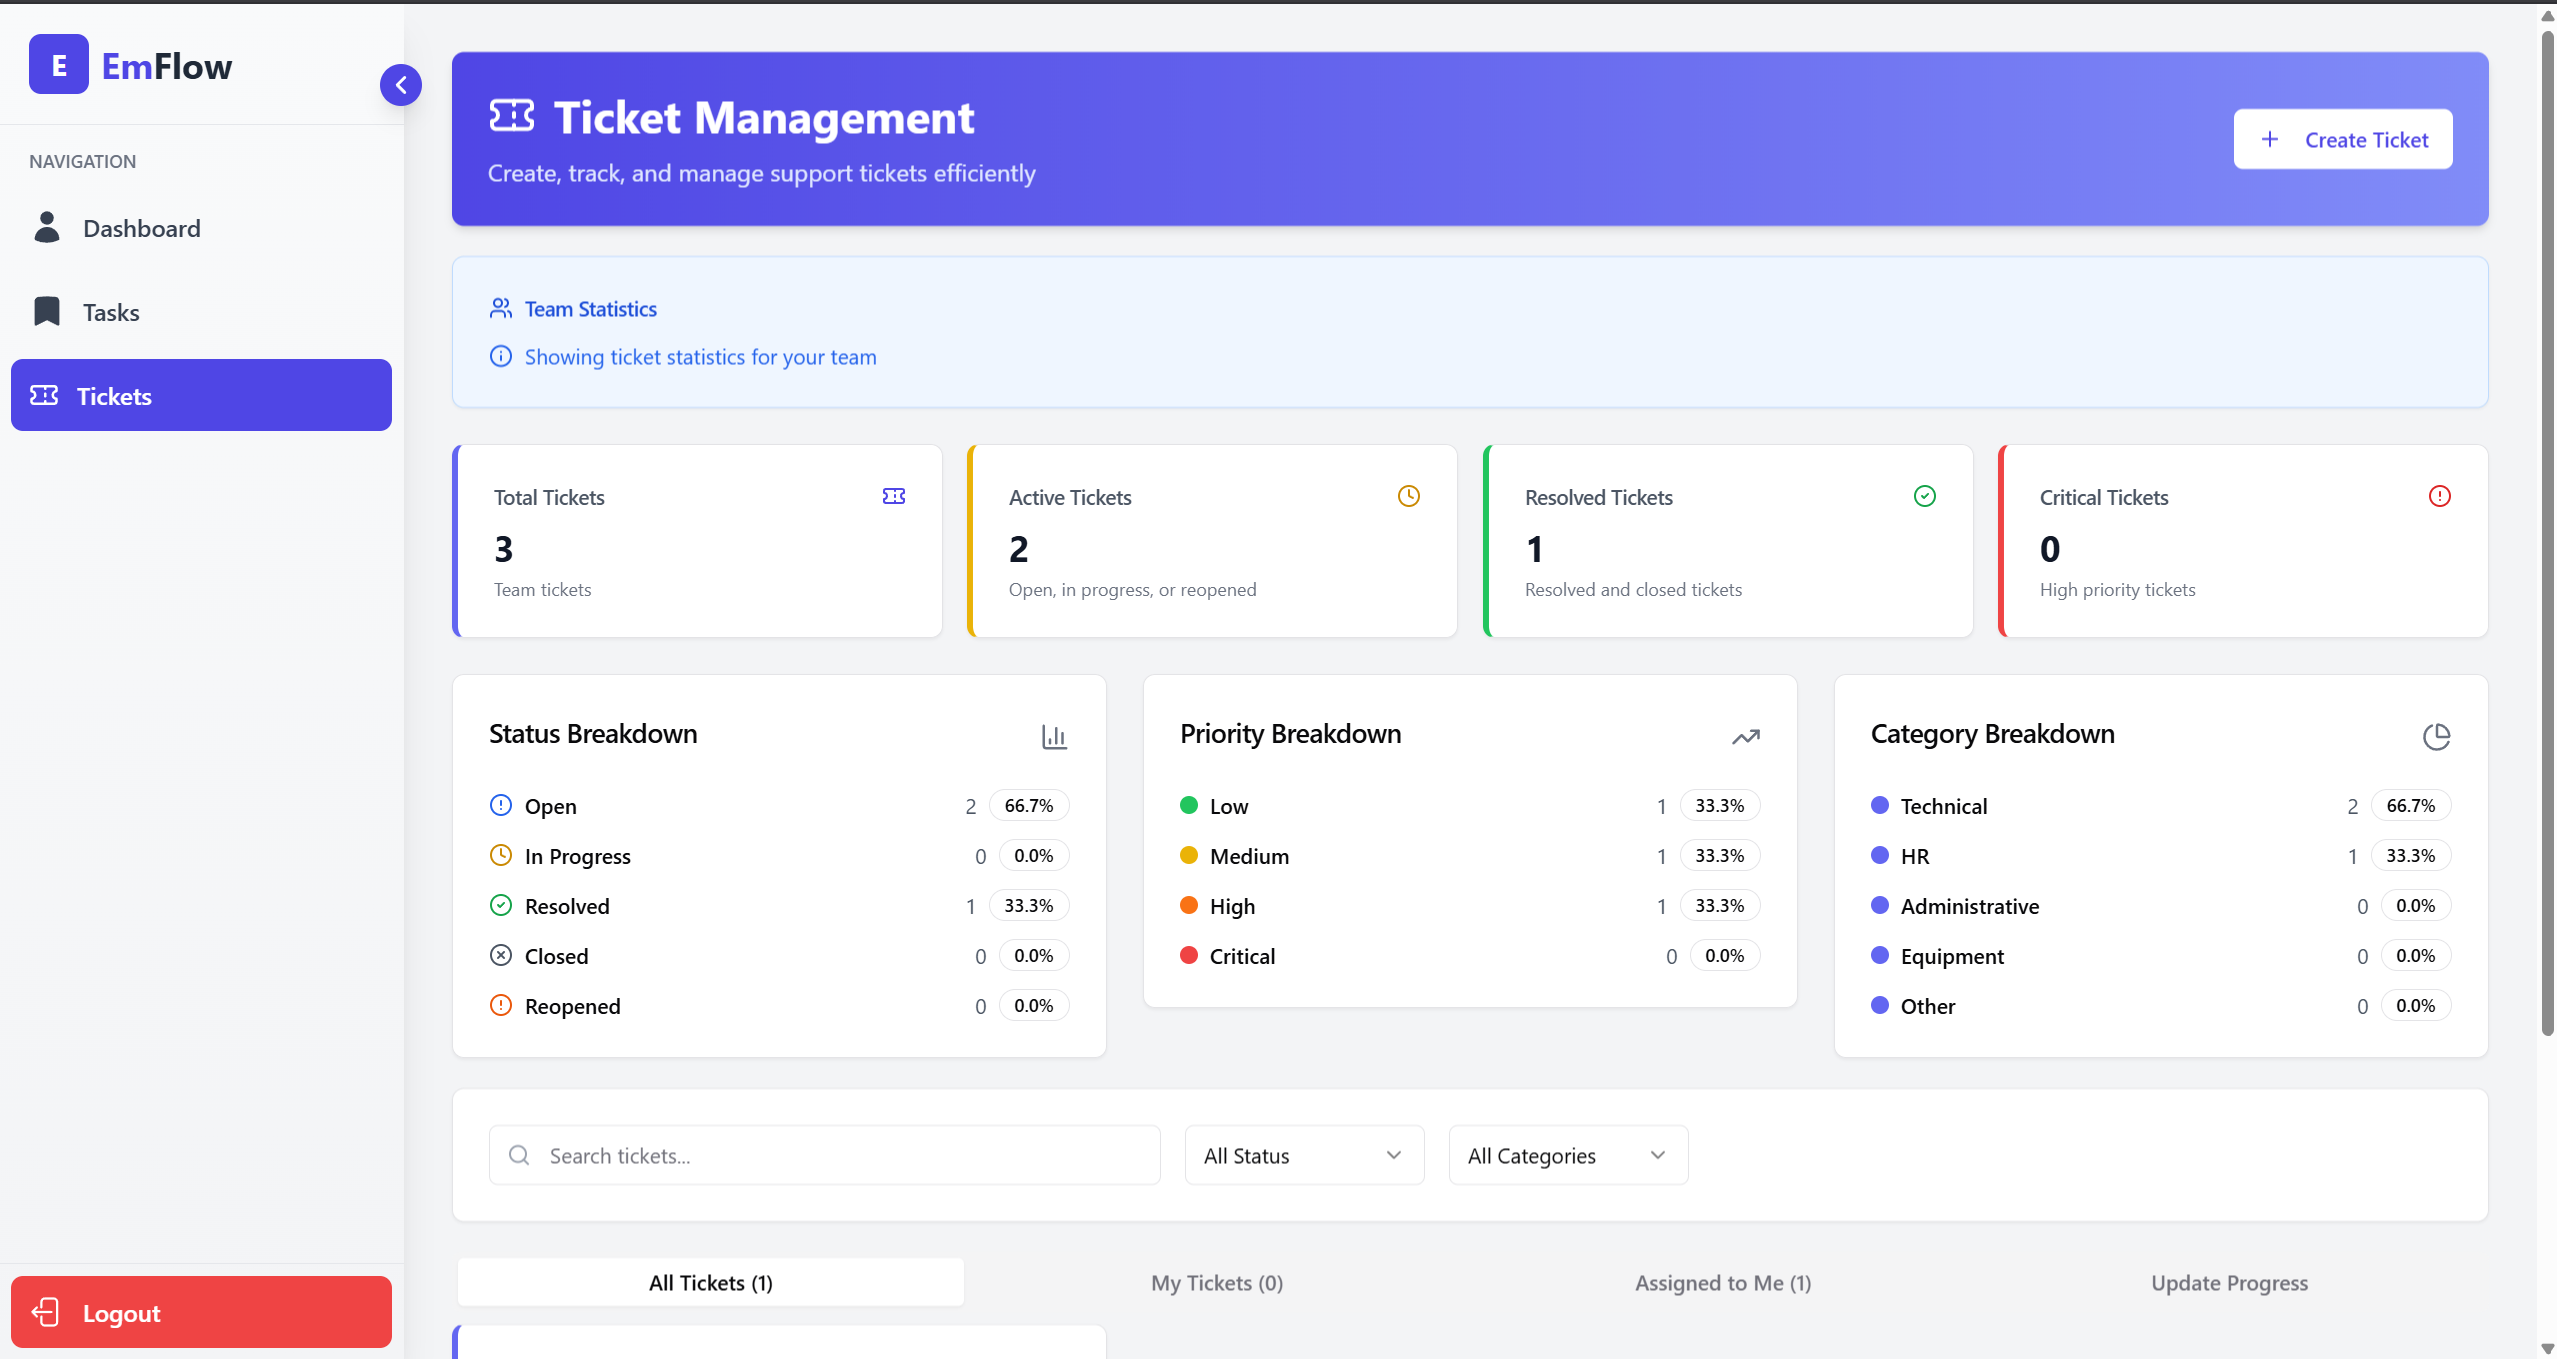 E EmFlow
NAVIGATION
Dashboard
Tasks
Tickets
Logout
Ticket Management
Create, track, and manage support tickets efficiently
Create Ticket
Team Statistics
Showing ticket statistics for your team
Total Tickets
3
Team tickets
Active Tickets
2
Open, in progress, or reopened
Resolved Tickets
1
Resolved and closed tickets
Critical Tickets
0
High priority tickets
Status Breakdown
Open 2 66.7%
In Progress 0 0.0%
Resolved 1 33.3%
Closed 0 0.0%
Reopened 0 0.0%
Priority Breakdown
Low 1 33.3%
Medium 1 33.3%
High 1 33.3%
Critical 0 0.0%
Category Breakdown
Technical 2 66.7%
HR 1 33.3%
Administrative 0 0.0%
Equipment 0 0.0%
Other 0 0.0%
Search tickets...
All Status
All Categories
All Tickets (1)
My Tickets (0)
Assigned to Me (1)
Update Progress